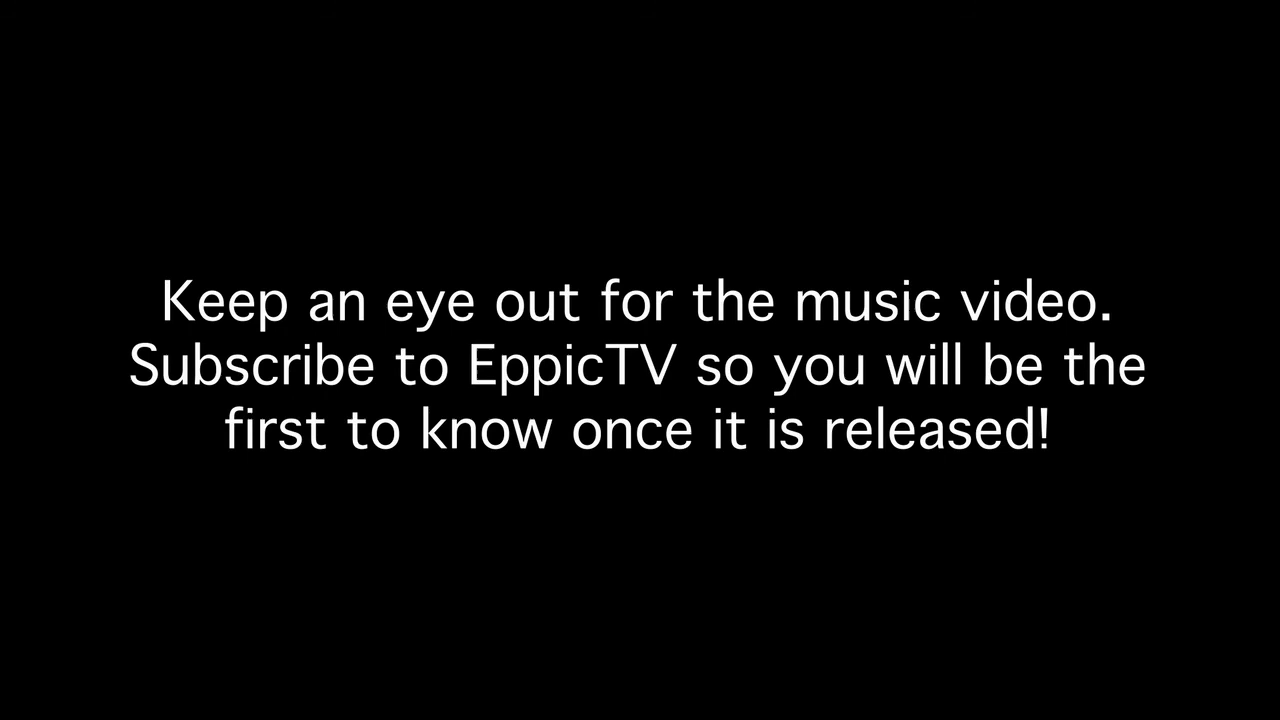 Keep an eye out for the music video.
Subscribe to EppicTV so you will be the
first to know once it is released!